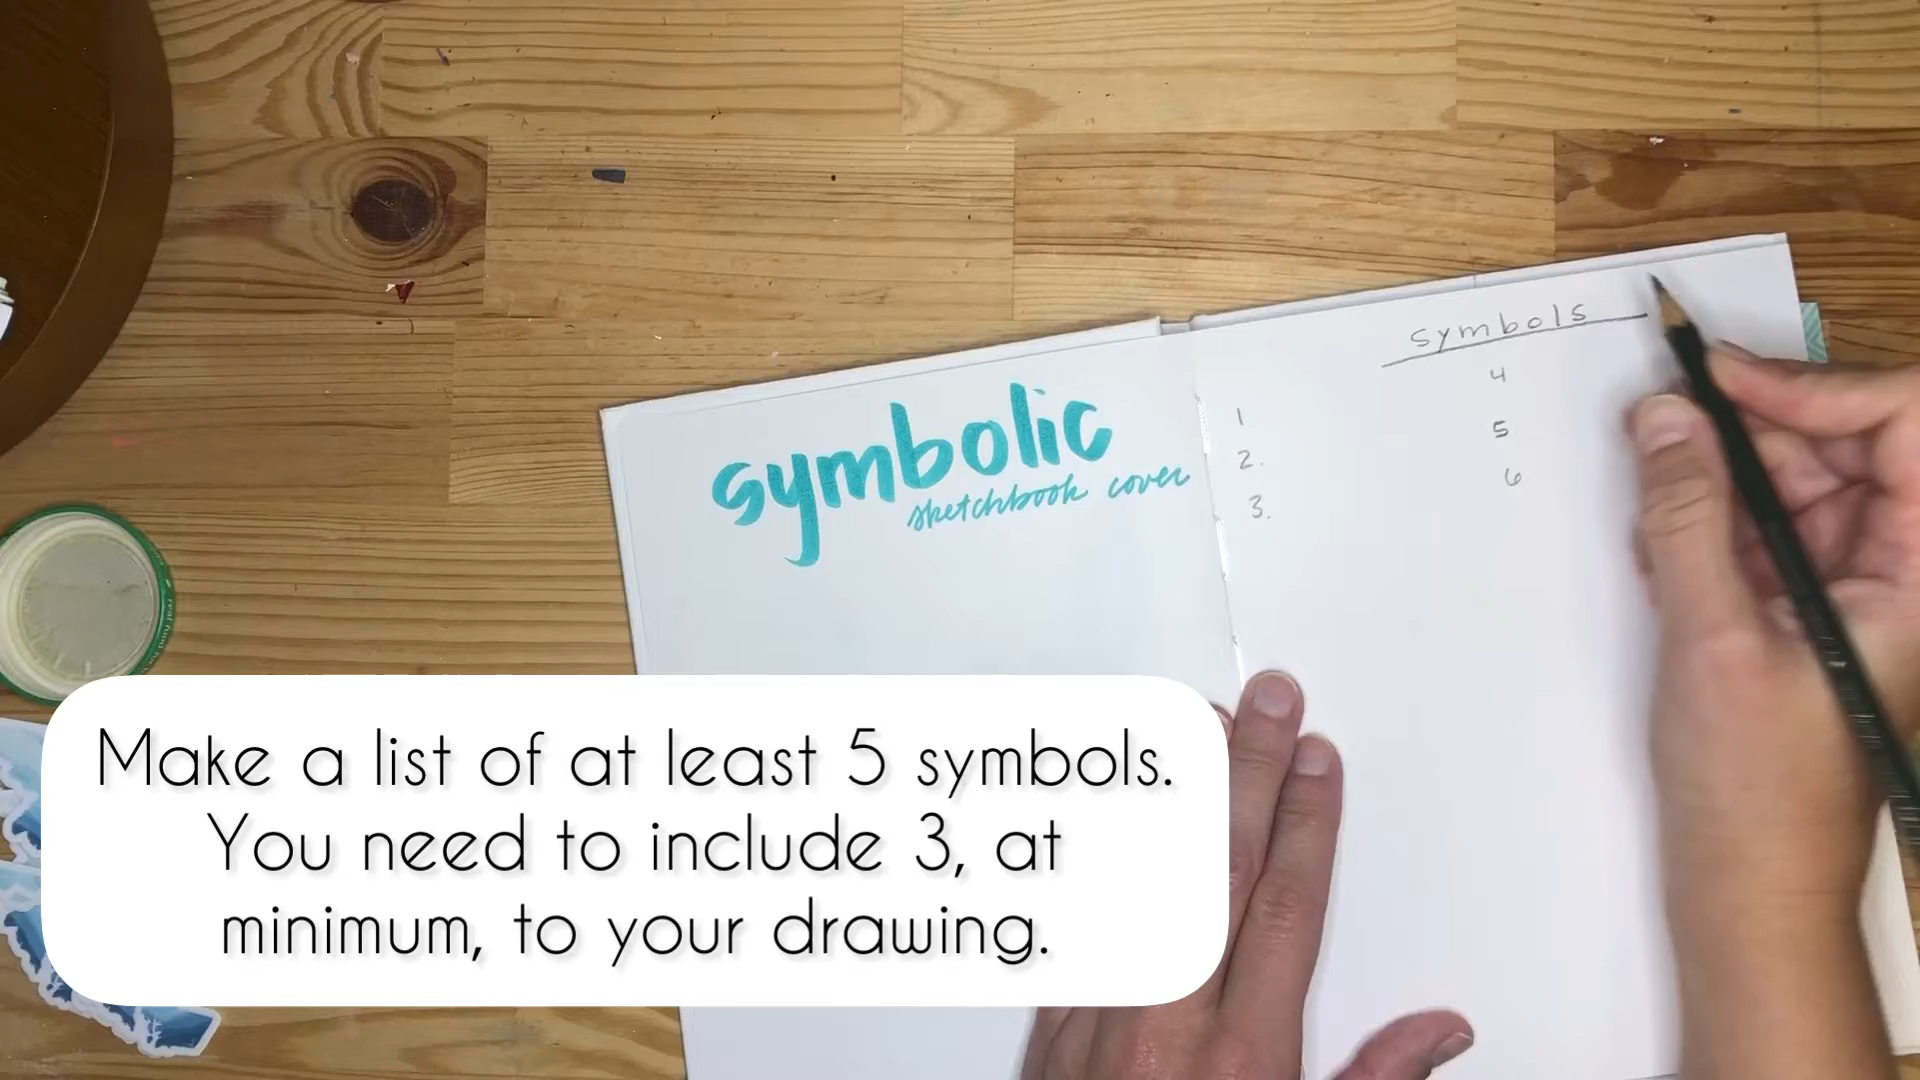 symbolic
sketchbook cover
symbols
1
2.
3.
4
5
6
Make a list of at least 5 symbols.
You need to include 3, at
minimum, to your drawing.